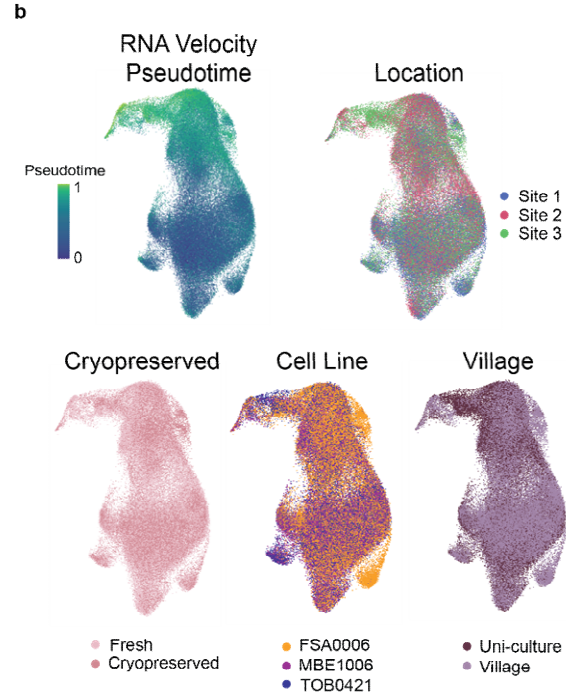 b
RNA Velocity
Pseudotime
Location
Pseudotime
1
0
Site 1
Site 2
Site 3
Cryopreserved
Cell Line
Village
Fresh
Cryopreserved
FSA0006
MBE1006
TOB0421
Uni-culture
Village